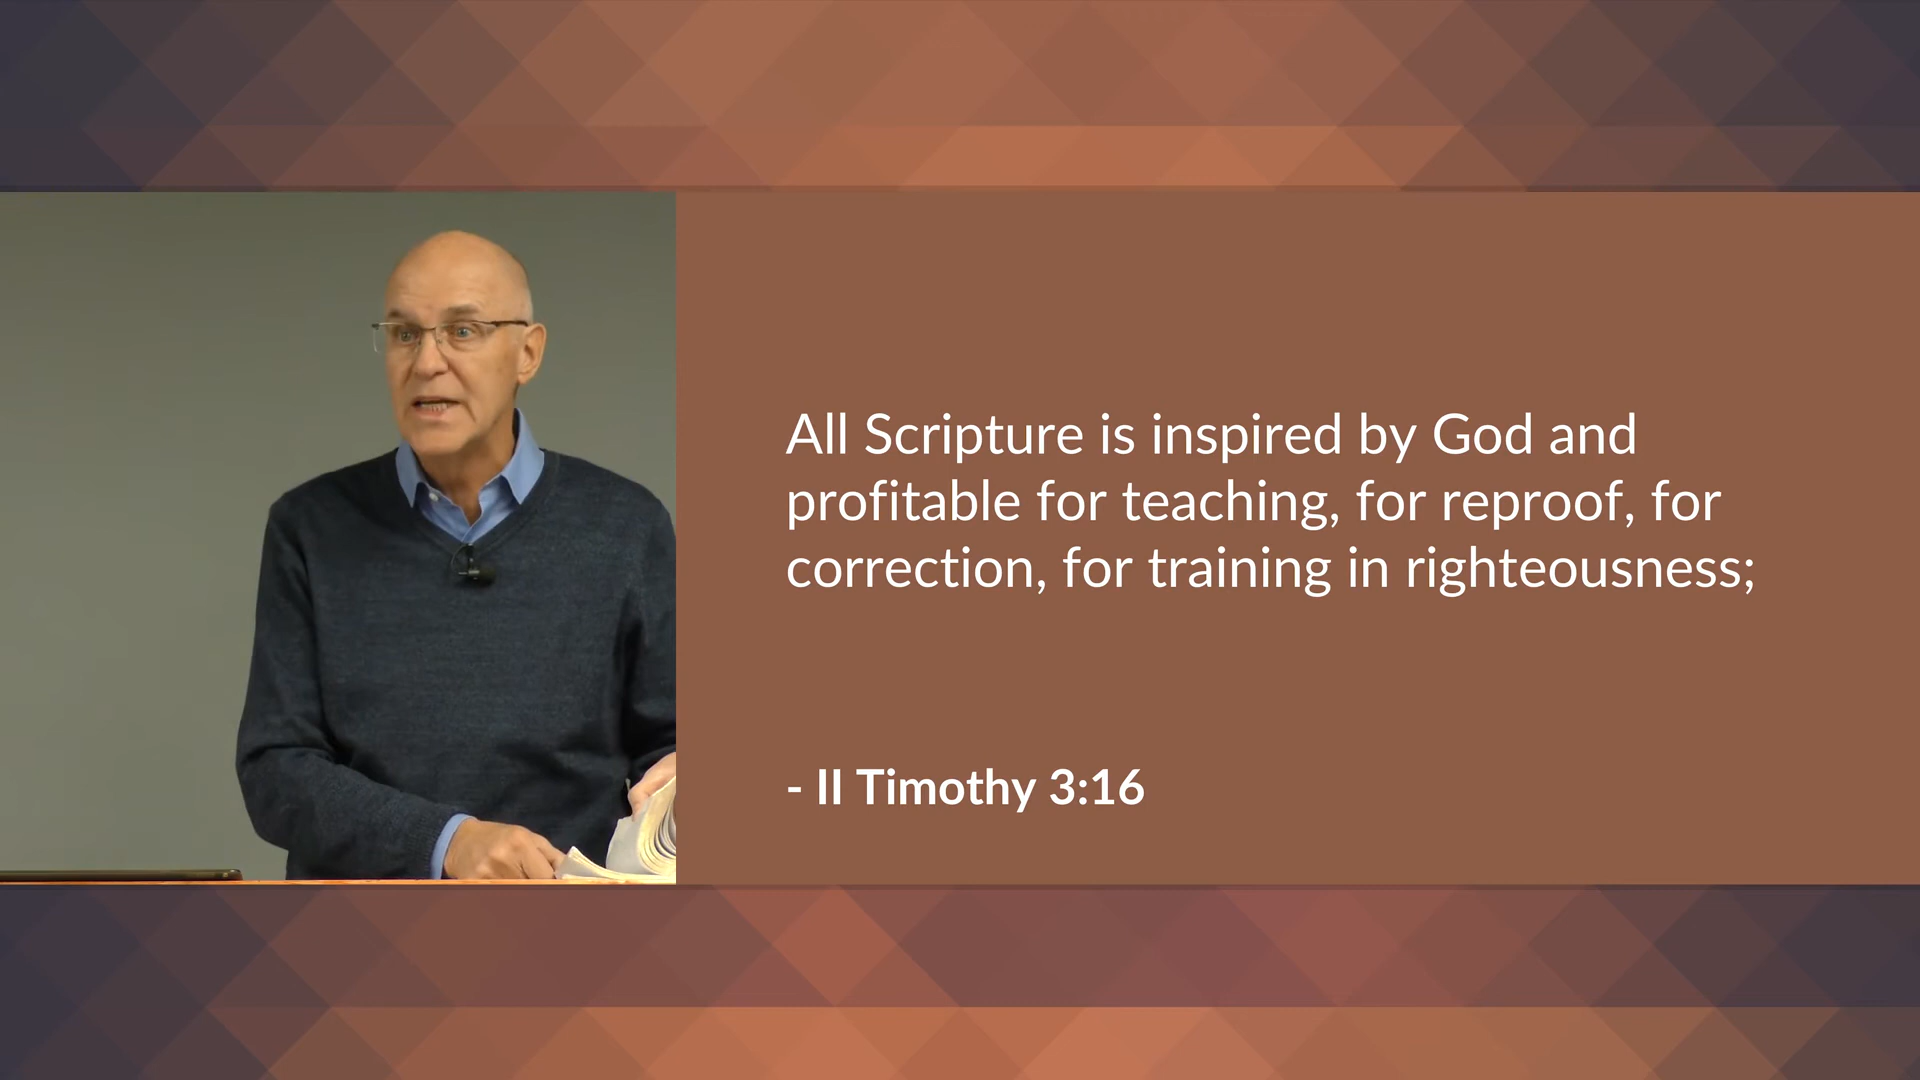 All Scripture is inspired by God and
profitable for teaching, for reproof, for
correction, for training in righteousness;
- II Timothy 3:16